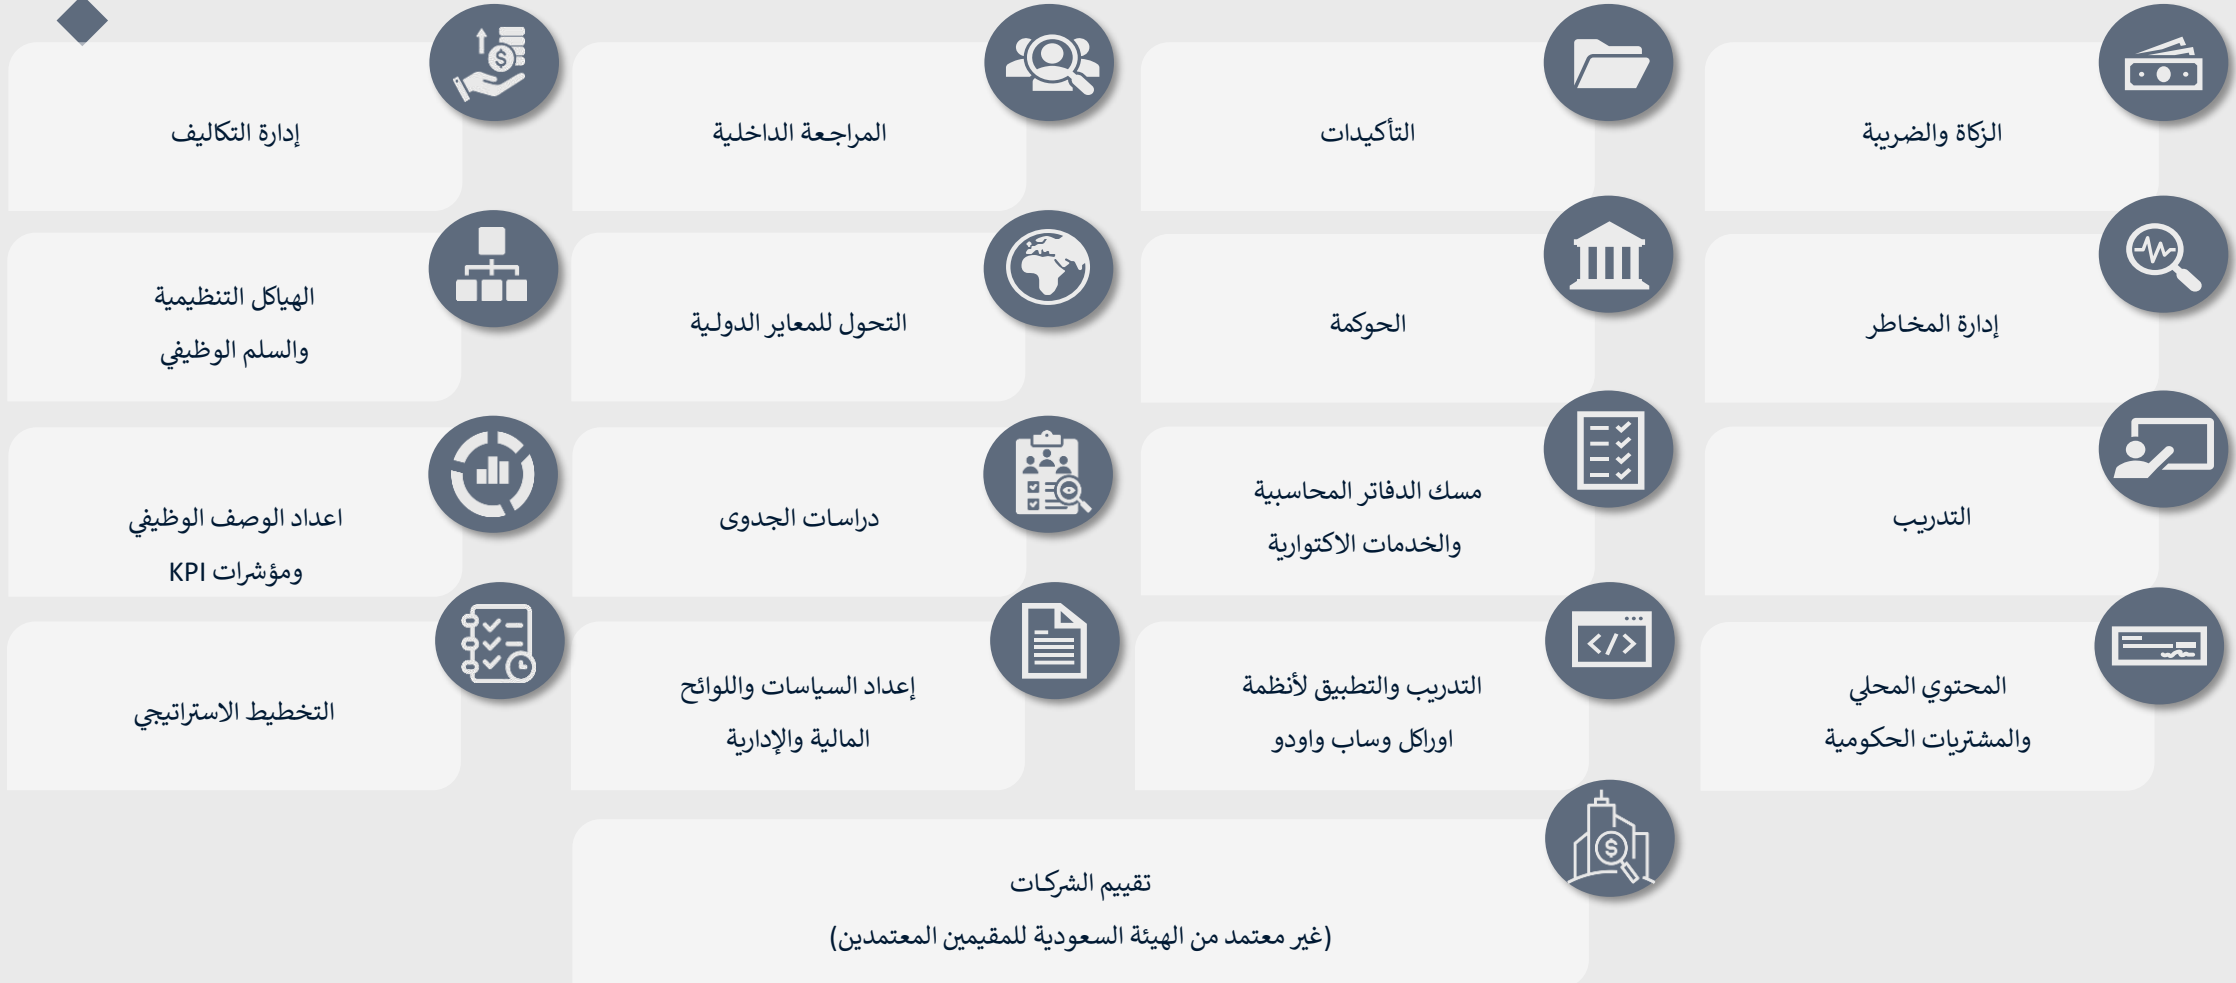 الزكاة والضريبة
التأكيدات
المراجعة الداخلية
إدارة التكاليف
إدارة المخاطر
الحوكمة
التحول للمعاير الدولية
الهياكل التنظيمية
والسلم الوظيفي
التدريب
مسك الدفاتر المحاسبية
والخدمات الاكتوارية
دراسات الجدوى
اعداد الوصف الوظيفي
ومؤشرات KPI
المحتوي المحلي
والمشتريات الحكومية
التدريب والتطبيق لأنظمة
اوراكل وساب واودو
إعداد السياسات واللوائح
المالية والإدارية
التخطيط الاستراتيجي
تقييم الشركات
(غير معتمد من الهيئة السعودية للمقيمين المعتمدين)